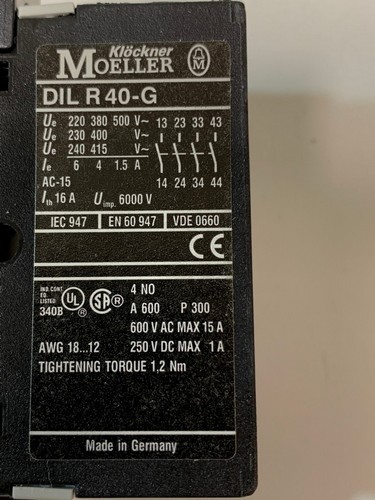 Klöckner
MOELLER M
DIL R 40-G
Ue 220 380 500 V~ 13 23 33 43
Ue 230 400 V~
Ue 240 415 V~
Ie 6 4 1.5 A
AC-15 14 24 34 44
Ith 16 A Uimp. 6000 V
IEC 947 EN 60 947 VDE 0660
CE
IND. CONT. EQ. LISTED 340B UL ® SA ® 4 NO
A 600 P 300
600 V AC MAX 15 A
AWG 18...12 250 V DC MAX 1 A
TIGHTENING TORQUE 1,2 Nm
Made in Germany